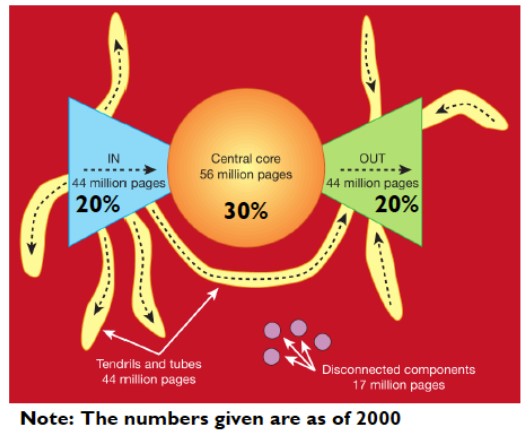 IN
44 million pages
20%
Central core
56 million pages
30%
OUT
44 million pages
20%
Tendrils and tubes
44 million pages
Disconnected components
17 million pages
Note: The numbers given are as of 2000